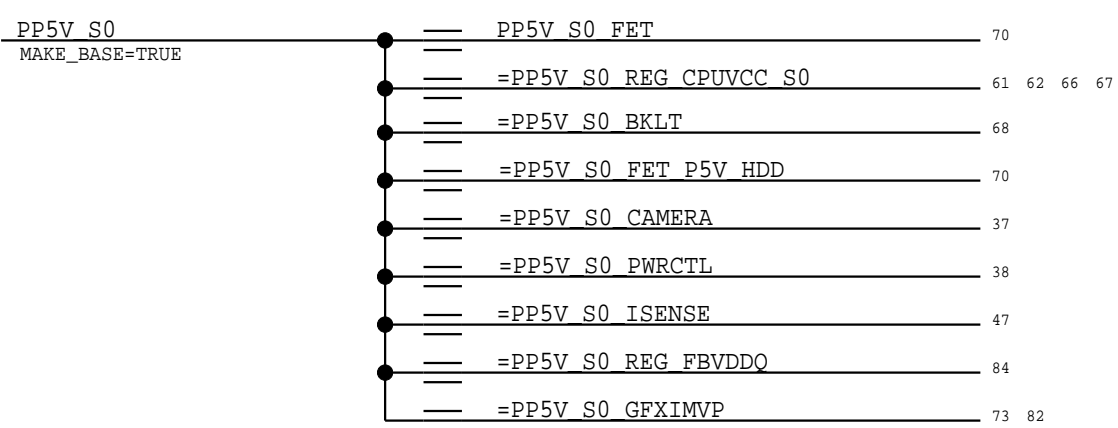 PP5V_S0
MAKE_BASE=TRUE
PP5V_S0_FET 70
=PP5V_S0_REG_CPUVCC_S0 61 62 66 67
=PP5V_S0_BKLT 68
=PP5V_S0_FET_P5V_HDD 70
=PP5V_S0_CAMERA 37
=PP5V_S0_PWRCTL 38
=PP5V_S0_ISENSE 47
=PP5V_S0_REG_FBVDDQ 84
=PP5V_S0_GFXIMVP 73 82